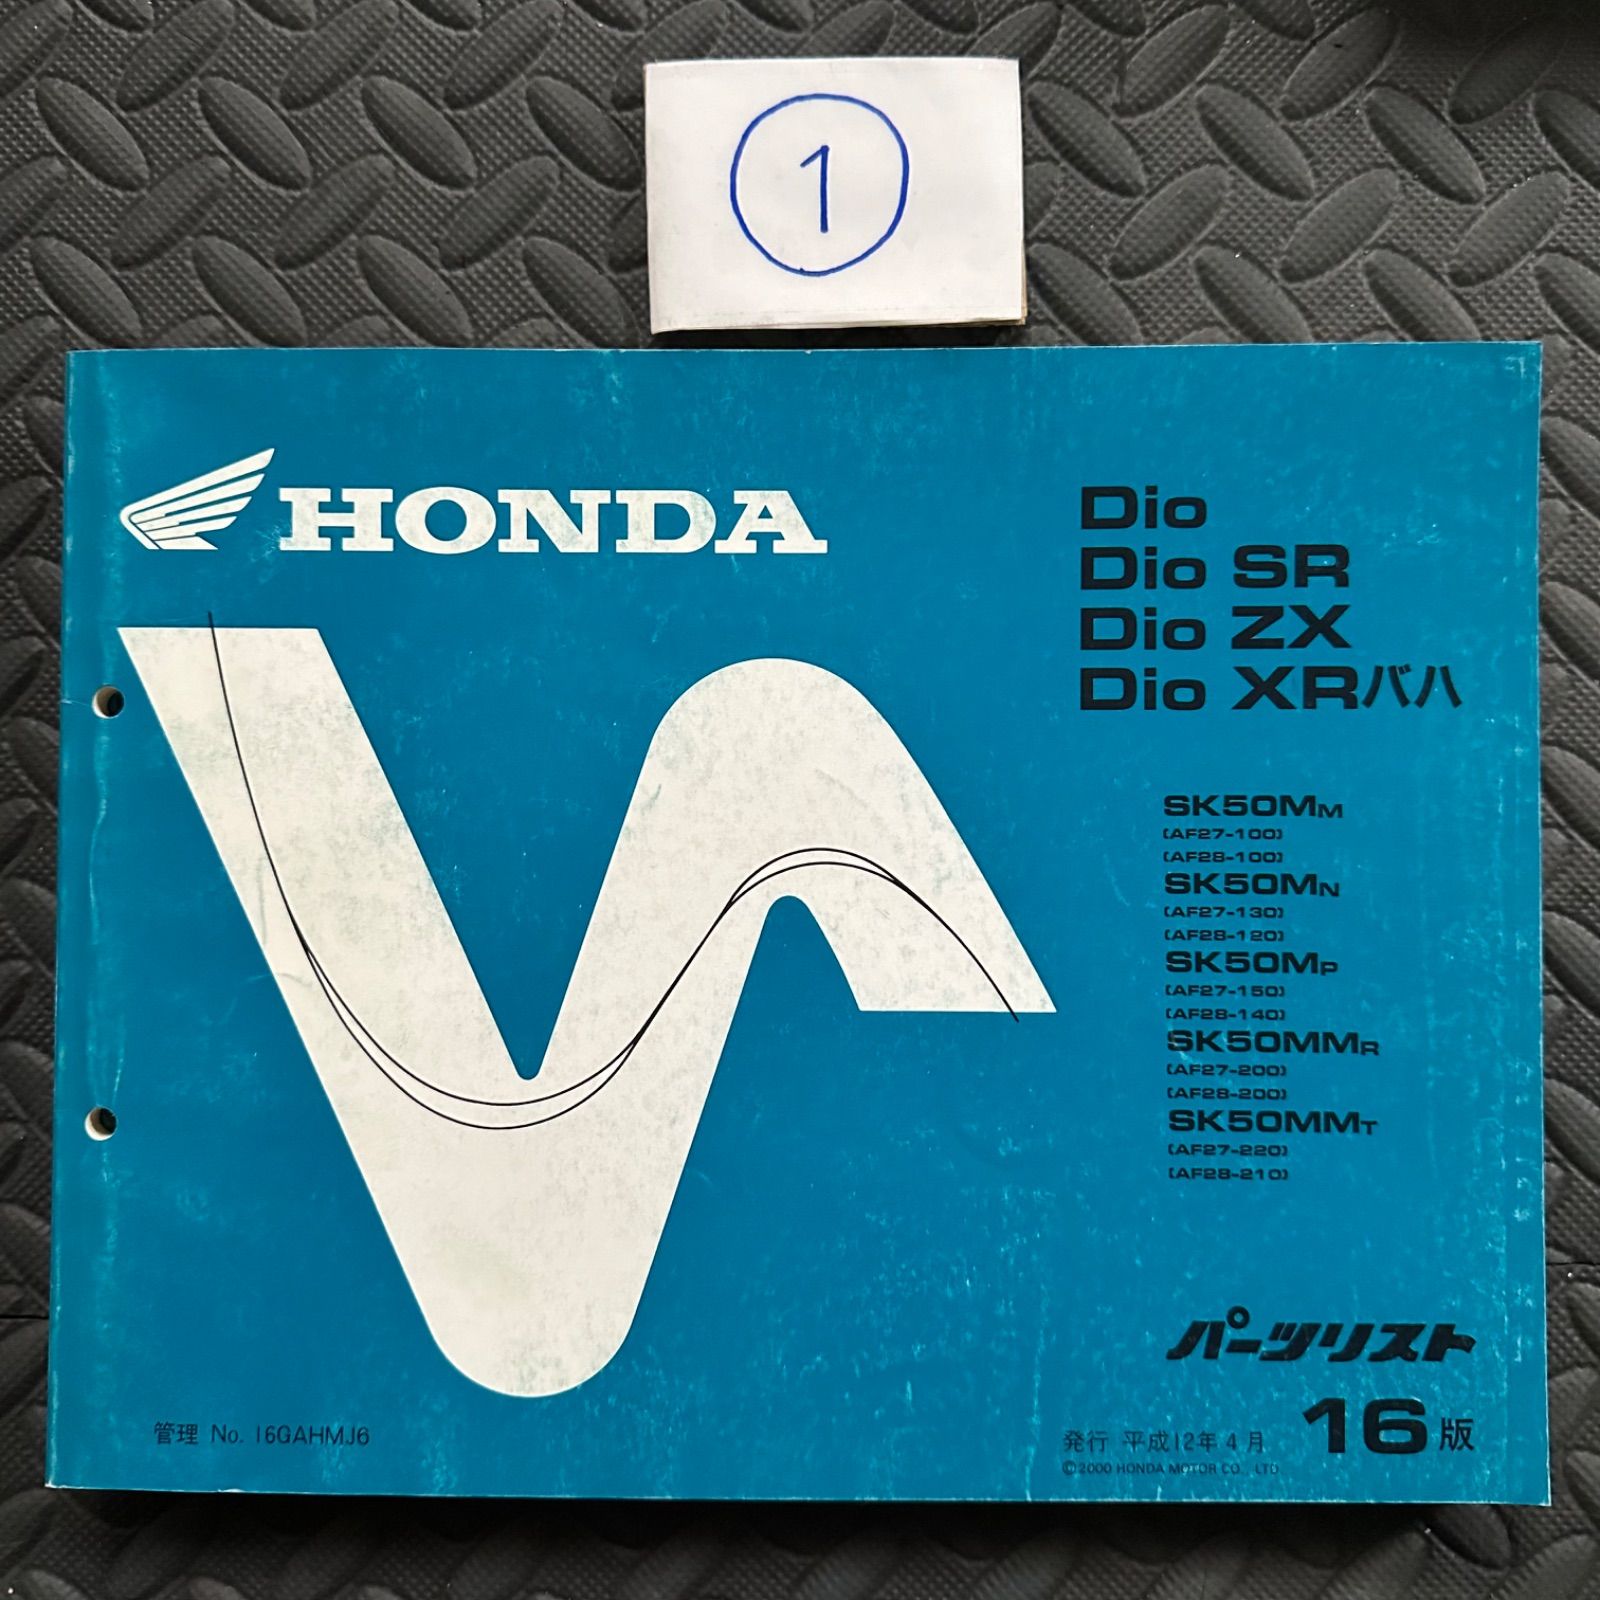 ①
HONDA
Dio
Dio SR
Dio ZX
Dio XRバハ
SK50MM
(AF27-100)
(AF28-100)
SK50MN
(AF27-130)
(AF28-120)
SK50MP
(AF27-150)
(AF28-140)
SK50MMR
(AF27-200)
(AF28-200)
SK50MMT
(AF27-220)
(AF28-210)
パーツリスト
16版
管理 No. 16GAHMJ6
発行 平成12年4月
©2000 HONDA MOTOR CO., LTD.